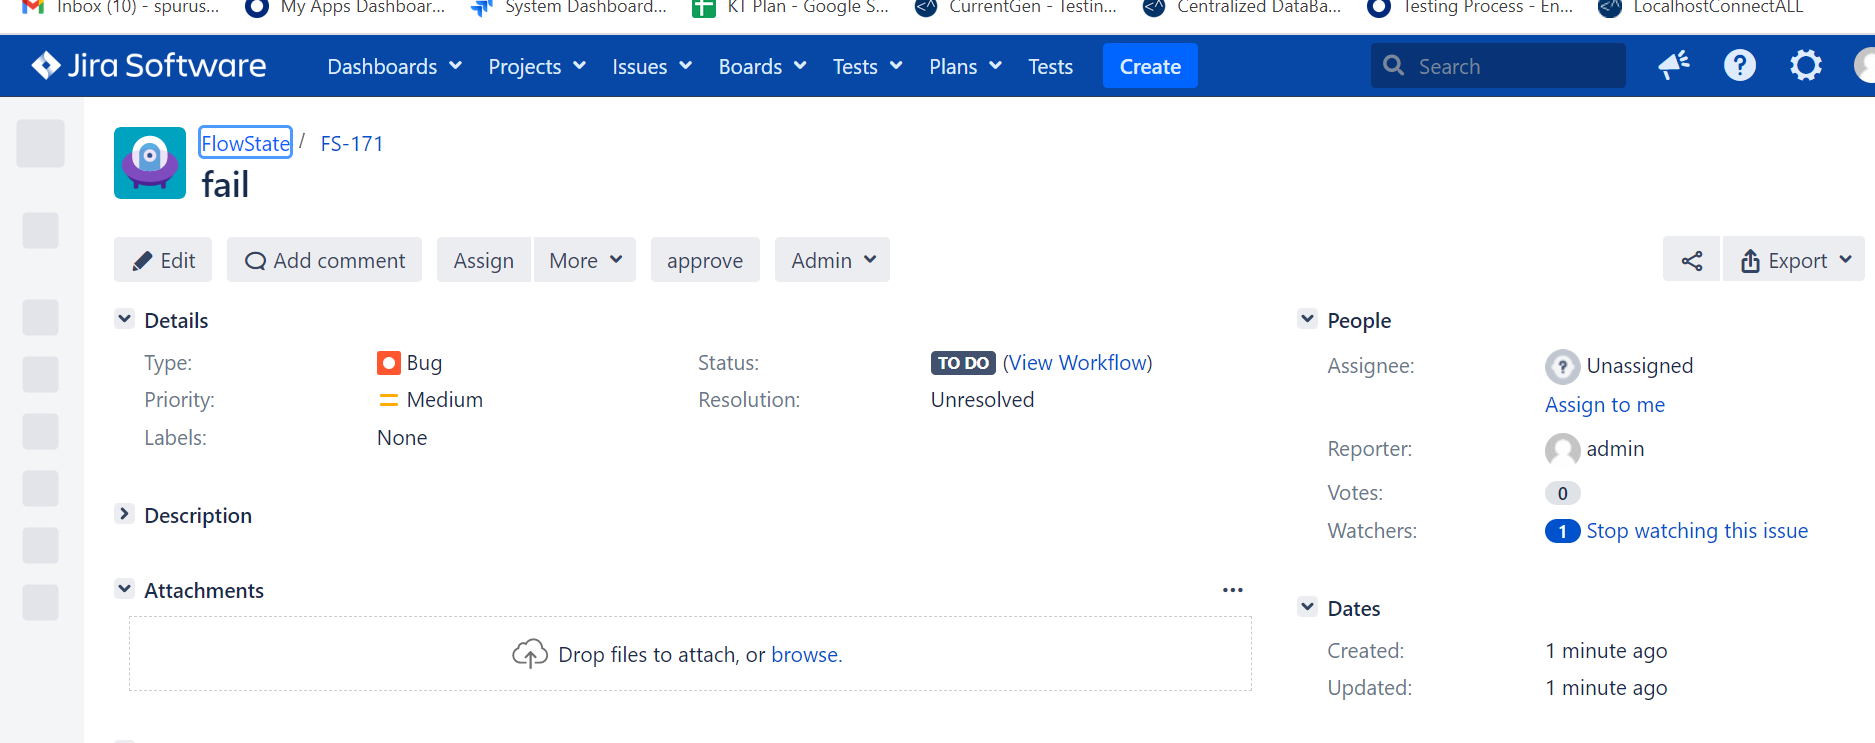 Inbox (10) - spurus... My Apps Dashboar... System Dashboard... KT Plan - Google S... CurrentGen - Testin... Centralized DataBa... Testing Process - En... LocalhostConnectALL
Jira Software Dashboards Projects Issues Boards Tests Plans Tests Create Search
FlowState / FS-171
fail
Edit Add comment Assign More approve Admin Export
Details
Type: Bug Status: TO DO (View Workflow)
Priority: Medium Resolution: Unresolved
Labels: None
Description
Attachments
Drop files to attach, or browse.
People
Assignee: Unassigned
Assign to me
Reporter: admin
Votes: 0
Watchers: 1 Stop watching this issue
Dates
Created: 1 minute ago
Updated: 1 minute ago